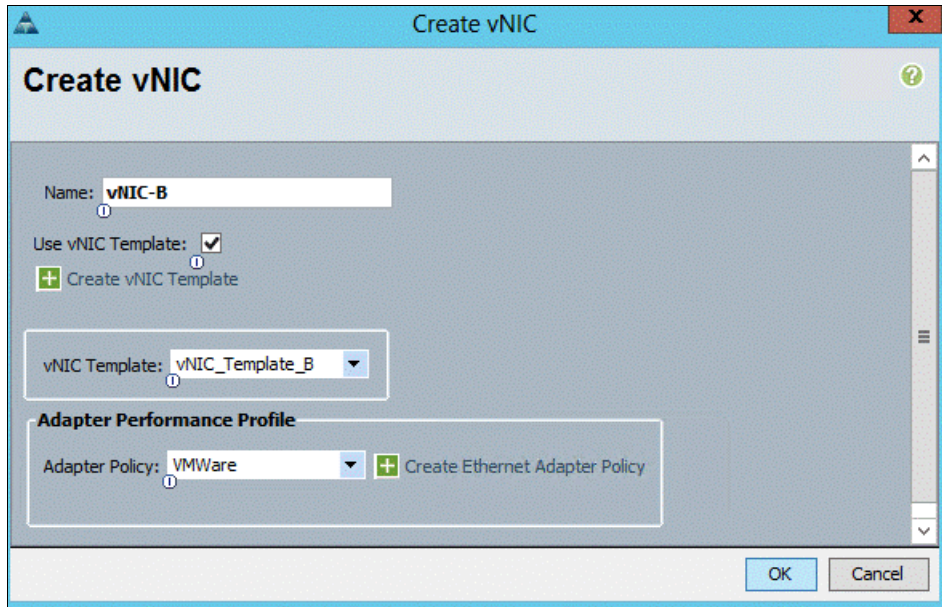 Create vNIC
X
Create vNIC
?
Name: vNIC-B
Use vNIC Template:
Create vNIC Template
vNIC Template: vNIC_Template_B
Adapter Performance Profile
Adapter Policy: VMWare Create Ethernet Adapter Policy
OK Cancel